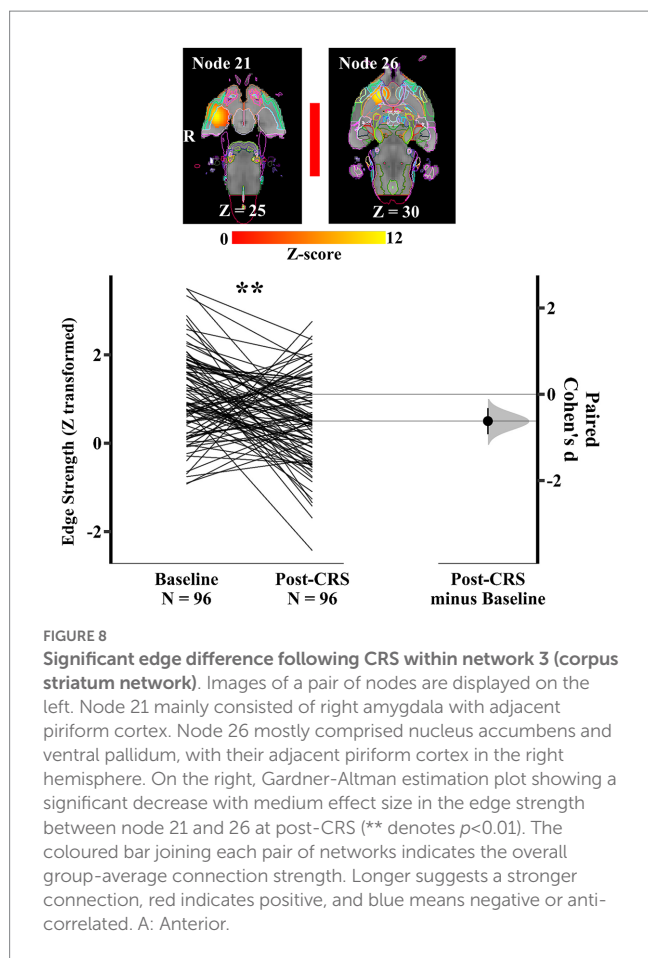 Node 21
Node 26
R
Z = 25
Z = 30
0
12
Z-score
**
Edge Strength (Z transformed)
2
0
-2
2
0
-2
Paired
Cohen's d
Baseline
N = 96
Post-CRS
N = 96
Post-CRS
minus Baseline
FIGURE 8
Significant edge difference following CRS within network 3 (corpus
striatum network). Images of a pair of nodes are displayed on the
left. Node 21 mainly consisted of right amygdala with adjacent
piriform cortex. Node 26 mostly comprised nucleus accumbens and
ventral pallidum, with their adjacent piriform cortex in the right
hemisphere. On the right, Gardner-Altman estimation plot showing a
significant decrease with medium effect size in the edge strength
between node 21 and 26 at post-CRS (** denotes p<0.01). The
coloured bar joining each pair of networks indicates the overall
group-average connection strength. Longer suggests a stronger
connection, red indicates positive, and blue means negative or anti-
correlated. A: Anterior.